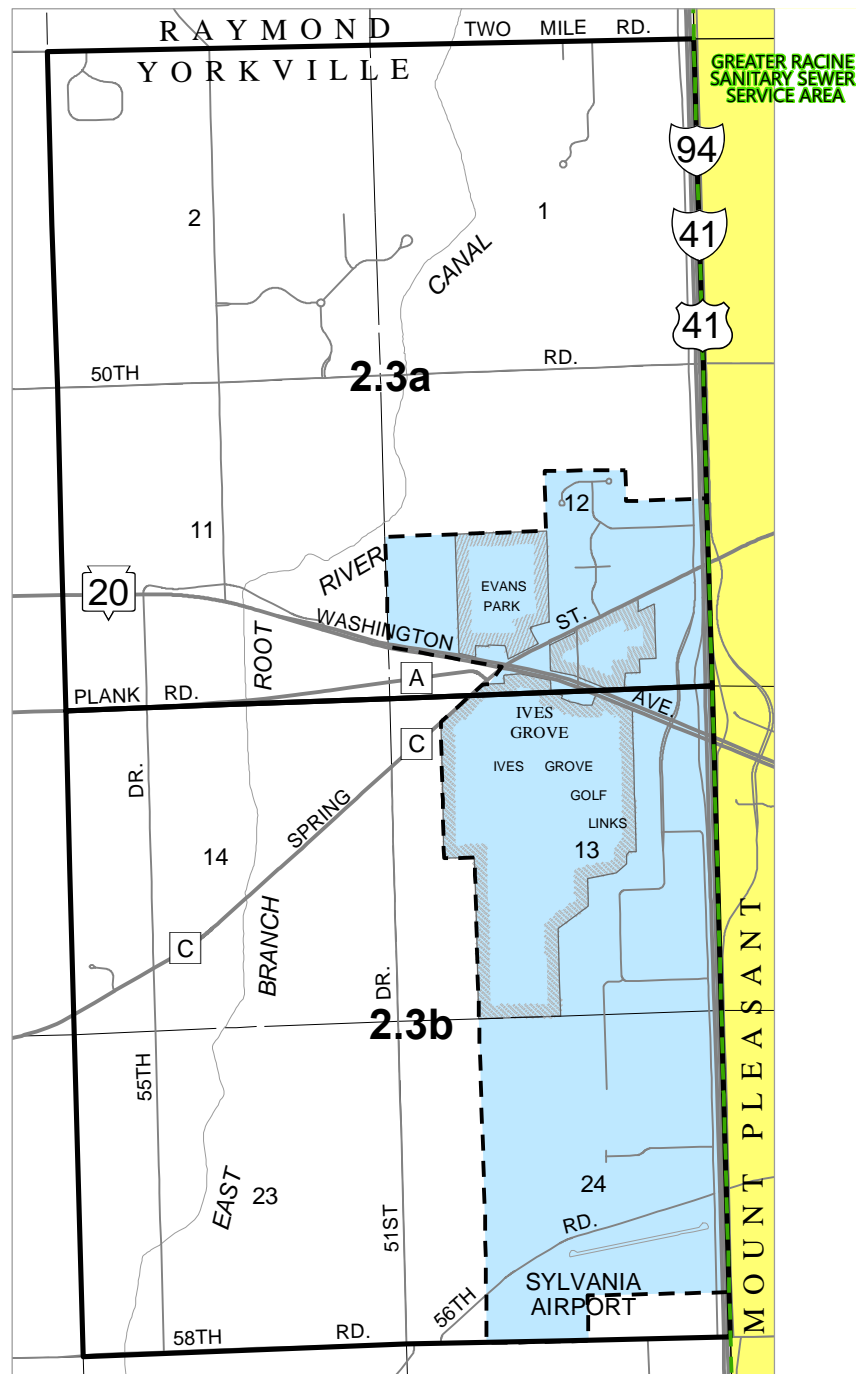 RAYMOND
TWO MILE RD.
YORKVILLE
GREATER RACINE
SANITARY SEWER
SERVICE AREA
94
2
1
41
CANAL
41
50TH
RD.
2.3a
12
11
RIVER
EVANS
PARK
20
WASHINGTON
ST.
ROOT
A
PLANK RD.
AVE.
IVES
GROVE
C
IVES GROVE
DR.
GOLF
SPRING
LINKS
14
13
BRANCH
C
DR.
2.3b
MOUNT PLEASANT
55TH
EAST
23
24
51ST
RD.
SYLVANIA
AIRPORT
56TH
58TH
RD.